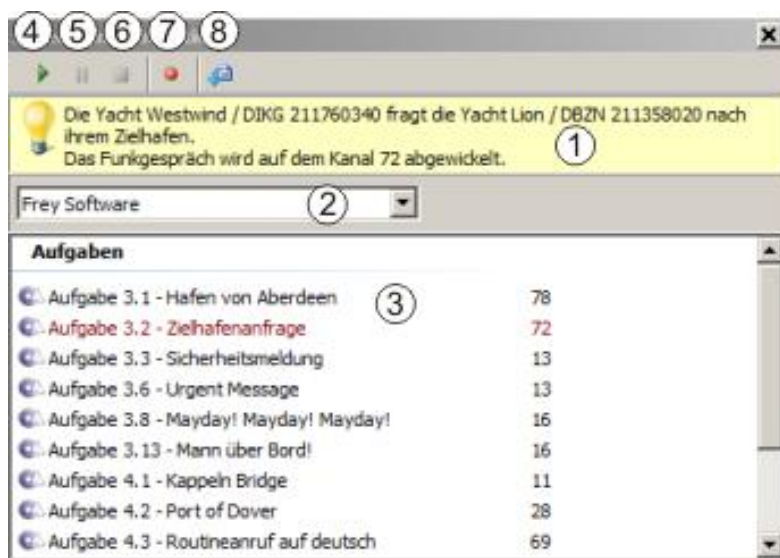 4 5 6 7 8
Die Yacht Westwind / DIKG 211760340 fragt die Yacht Lion / DBZN 211358020 nach
ihrem Zielhafen.
Das Funkgespräch wird auf dem Kanal 72 abgewickelt.
1
Frey Software 2
Aufgaben
Aufgabe 3.1 - Hafen von Aberdeen 78
3
Aufgabe 3.2 - Zielhafenanfrage 72
Aufgabe 3.3 - Sicherheitsmeldung 13
Aufgabe 3.6 - Urgent Message 13
Aufgabe 3.8 - Mayday! Mayday! Mayday! 16
Aufgabe 3.13 - Mann über Bord! 16
Aufgabe 4.1 - Kappeln Bridge 11
Aufgabe 4.2 - Port of Dover 28
Aufgabe 4.3 - Routineanruf auf deutsch 69